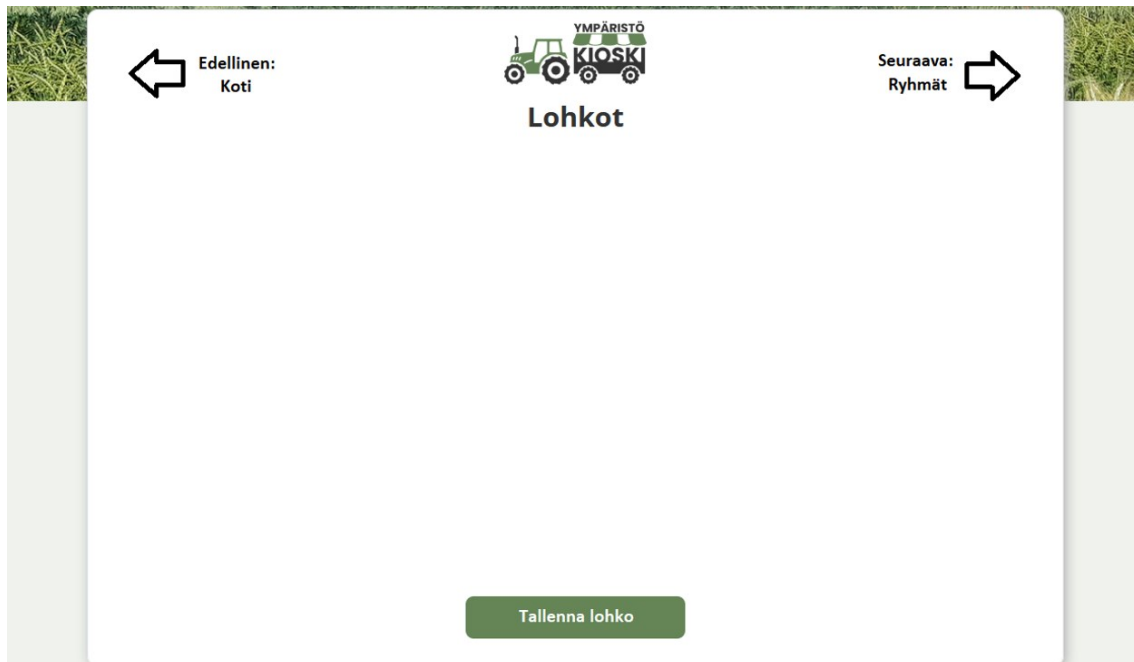 Edellinen:
Koti
YMPÄRISTÖ
KIOSKI
Seuraava:
Ryhmät
Lohkot
Tallenna lohko